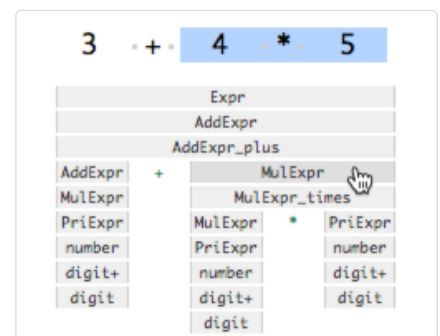 3 + 4 * 5
Expr
AddExpr
AddExpr_plus
AddExpr + MulExpr
MulExpr MulExpr_times
PriExpr MulExpr * PriExpr
number PriExpr number
digit+ number digit+
digit digit+ digit
digit